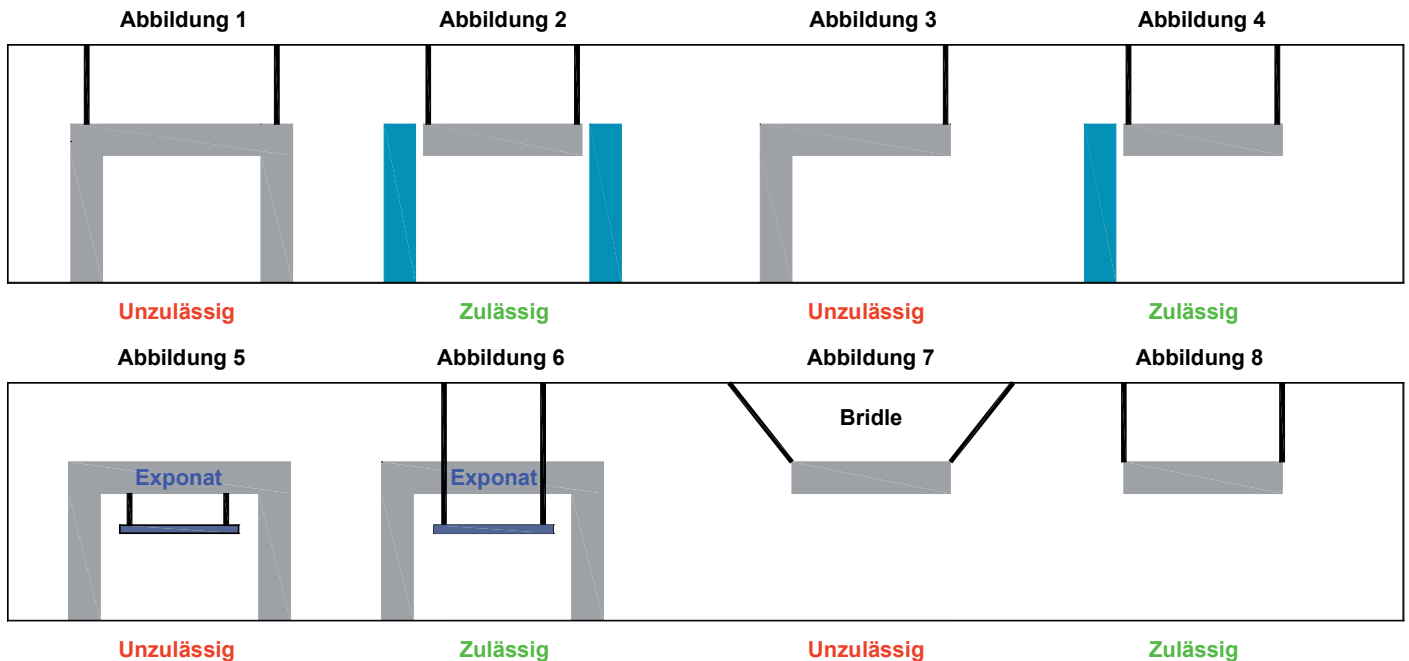 Abbildung 1 Abbildung 2 Abbildung 3 Abbildung 4
Unzulässig Zulässig Unzulässig Zulässig
Abbildung 5 Abbildung 6 Abbildung 7 Abbildung 8
Bridle
Exponat Exponat
Unzulässig Zulässig Unzulässig Zulässig